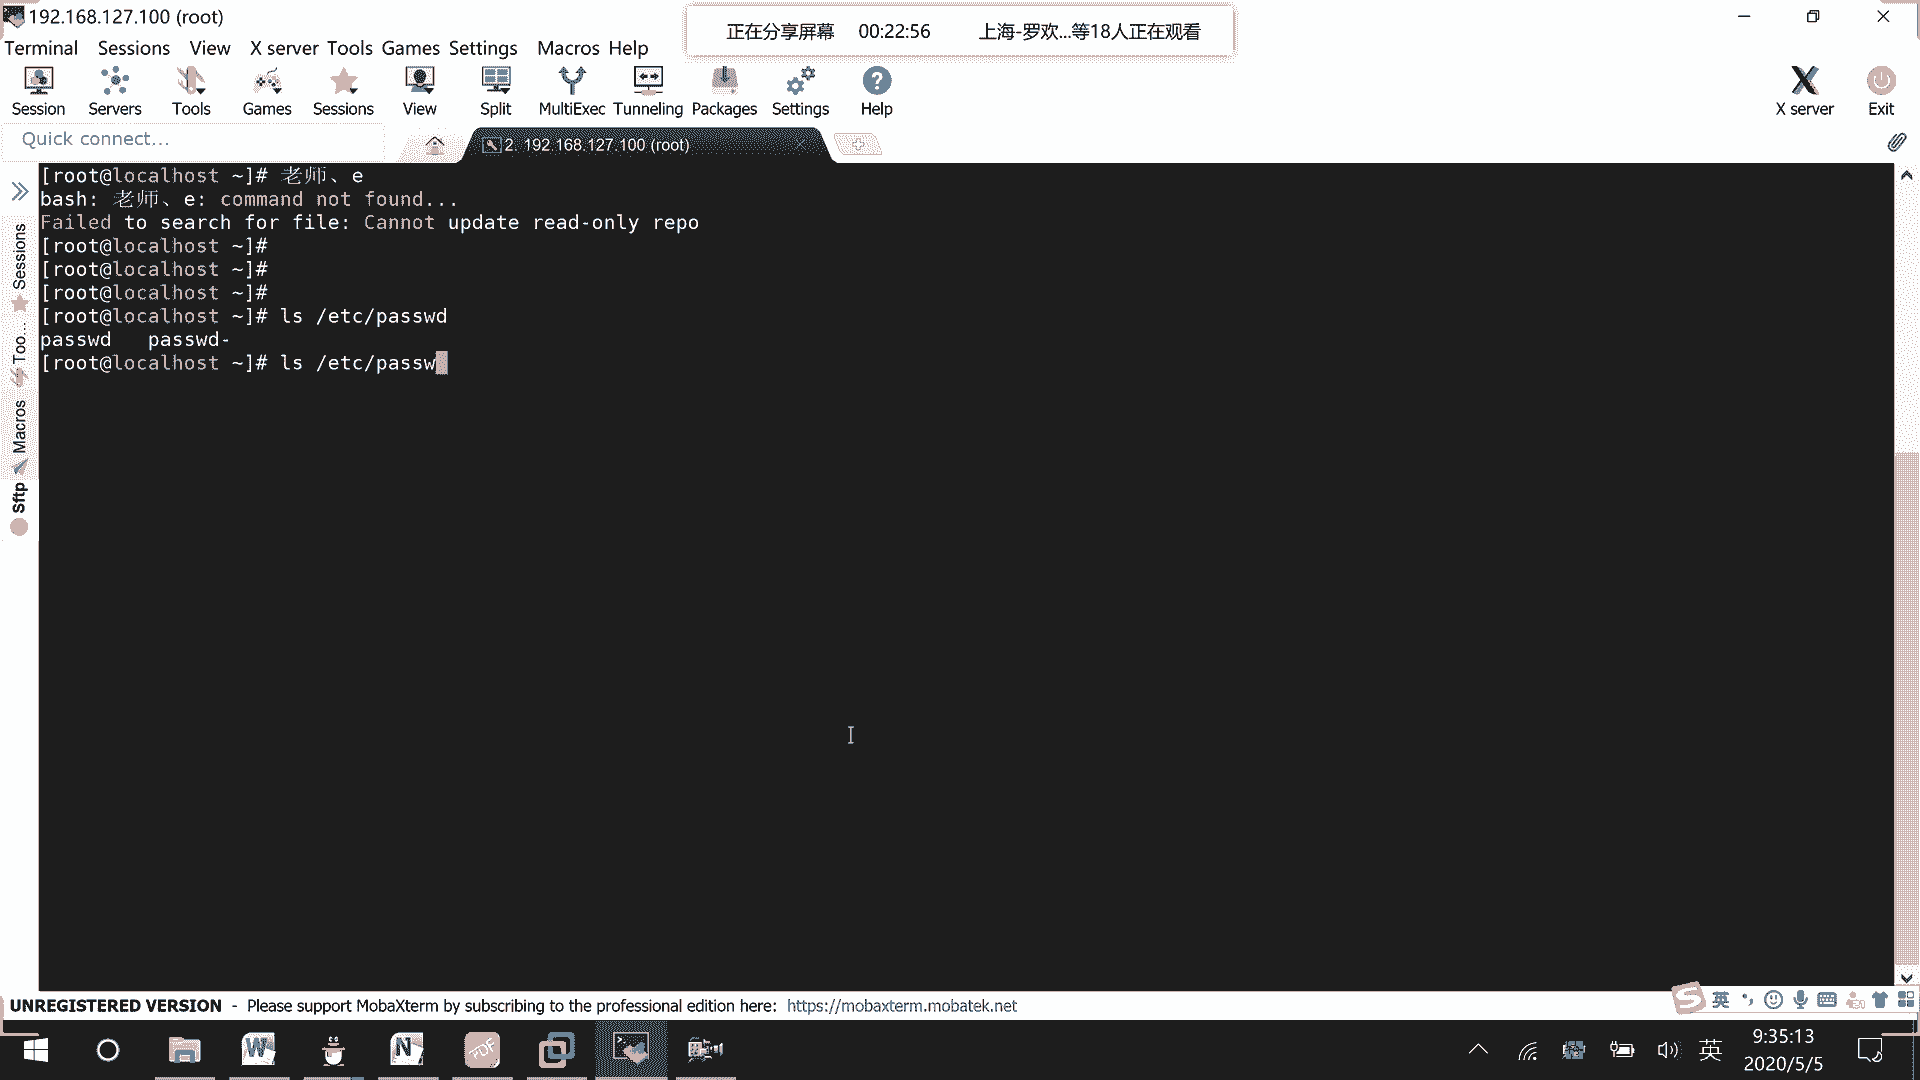 192.168.127.100 (root)
正在分享屏幕 00:22:56 上海-罗欢...等18人正在观看
Terminal Sessions View X server Tools Games Settings Macros Help
Session Servers Tools Games Sessions View Split MultiExec Tunneling Packages Settings Help X server Exit
Quick connect...
2. 192.168.127.100 (root)
[root@localhost ~]# 老师、e
bash: 老师、e: command not found...
Failed to search for file: Cannot update read-only repo
[root@localhost ~]#
[root@localhost ~]#
[root@localhost ~]#
[root@localhost ~]# ls /etc/passwd
passwd passwd-
[root@localhost ~]# ls /etc/passw
Sessions
Too...
Macros
Sftp
UNREGISTERED VERSION - Please support MobaXterm by subscribing to the professional edition here: https://mobaxterm.mobatek.net
英
W
N
PDF
英
9:35:13
2020/5/5